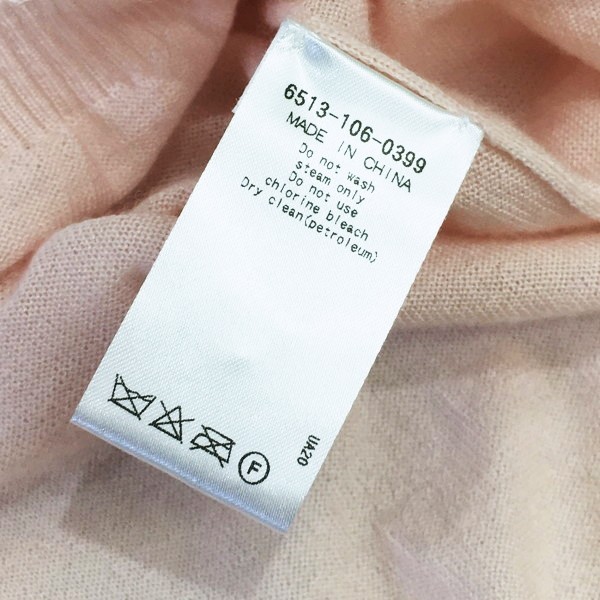 6513-106-0399
MADE IN CHINA
Do not wash
steam only
Do not use
chlorine bleach
Dry clean(petroleum)
F
UA20